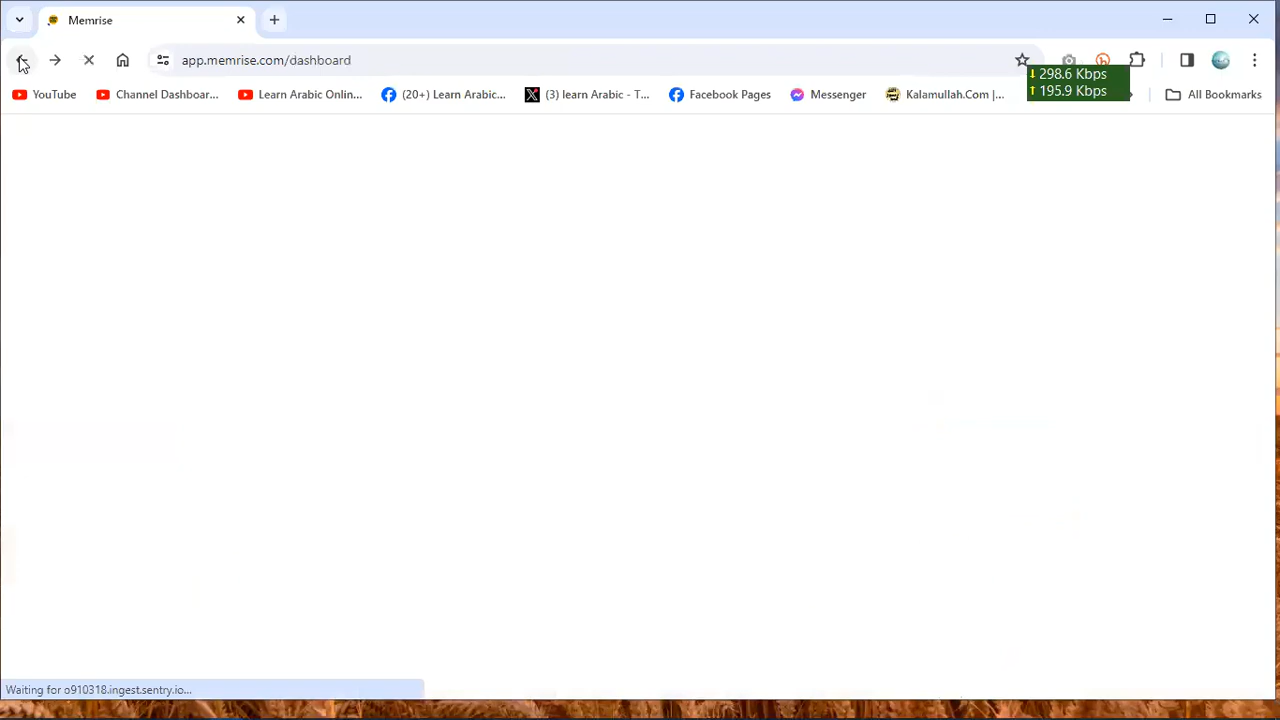 Memrise
app.memrise.com/dashboard
298.6 Kbps
195.9 Kbps
YouTube
Channel Dashboar...
Learn Arabic Onlin...
(20+) Learn Arabic...
(3) learn Arabic - T...
Facebook Pages
Messenger
Kalamullah.Com |...
All Bookmarks
Waiting for o910318.ingest.sentry.io...